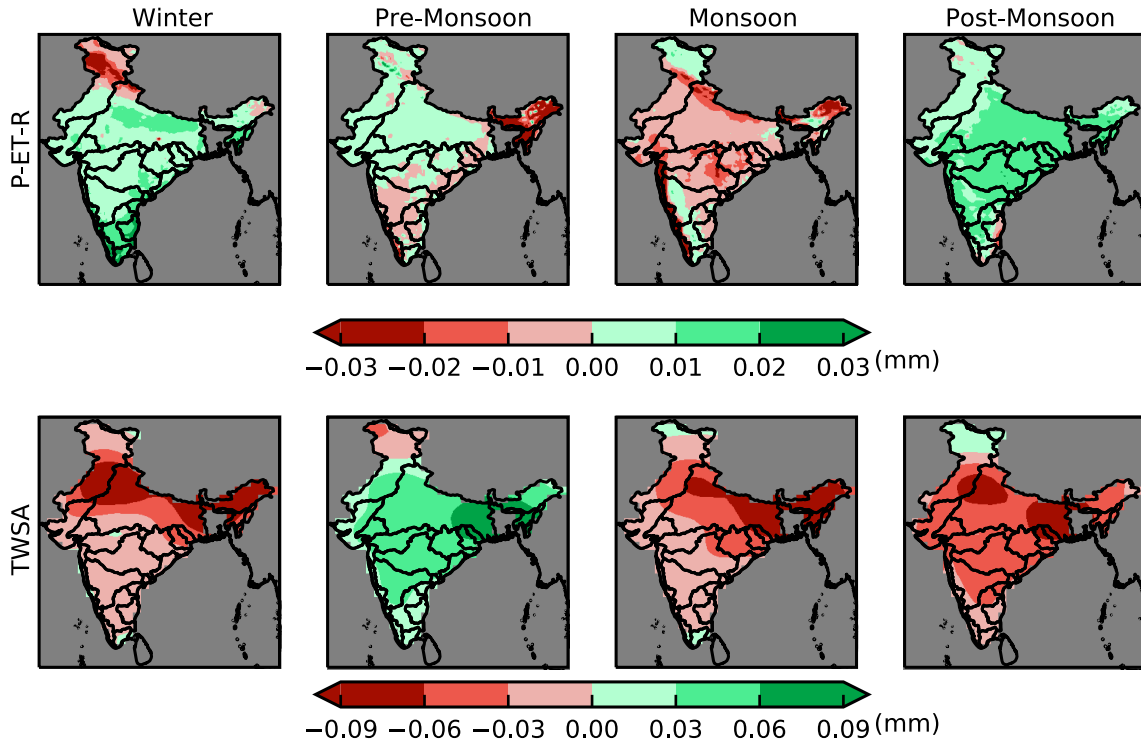 Winter Pre-Monsoon Monsoon Post-Monsoon
P-ET-R
−0.03 −0.02 −0.01 0.00 0.01 0.02 0.03 (mm)
TWSA
−0.09 −0.06 −0.03 0.00 0.03 0.06 0.09 (mm)